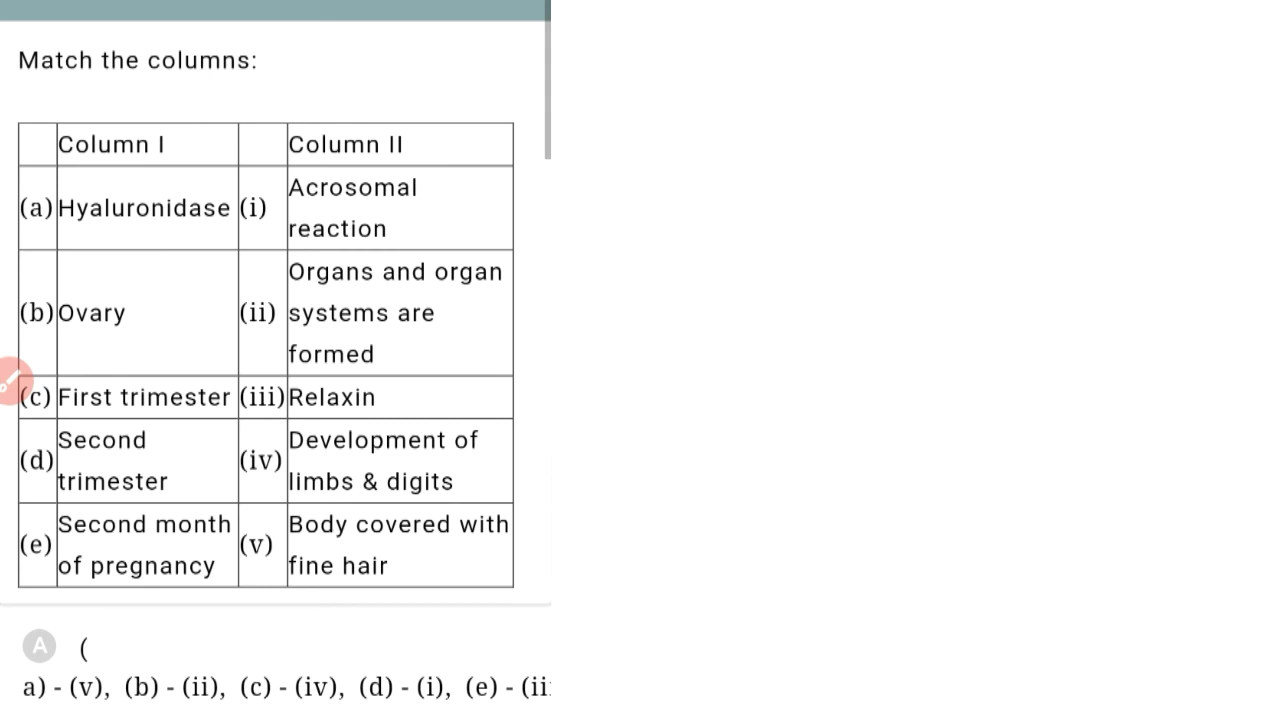 Match the columns:
Column I Column II
(a) Hyaluronidase (i) Acrosomal
reaction
(b) Ovary (ii) Organs and organ
systems are
formed
(c) First trimester (iii) Relaxin
(d) Second
trimester (iv) Development of
limbs & digits
(e) Second month
of pregnancy (v) Body covered with
fine hair
A (
a) - (v), (b) - (ii), (c) - (iv), (d) - (i), (e) - (ii